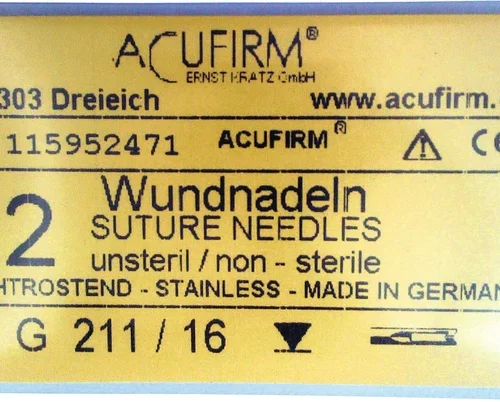 ACUFIRM®
ERNST KRATZ GmbH
303 Dreieich www.acufirm.
115952471 ACUFIRM® CE
2 Wundnadeln
SUTURE NEEDLES
unsteril / non - sterile
HTROSTEND - STAINLESS - MADE IN GERMAN
G 211 / 16